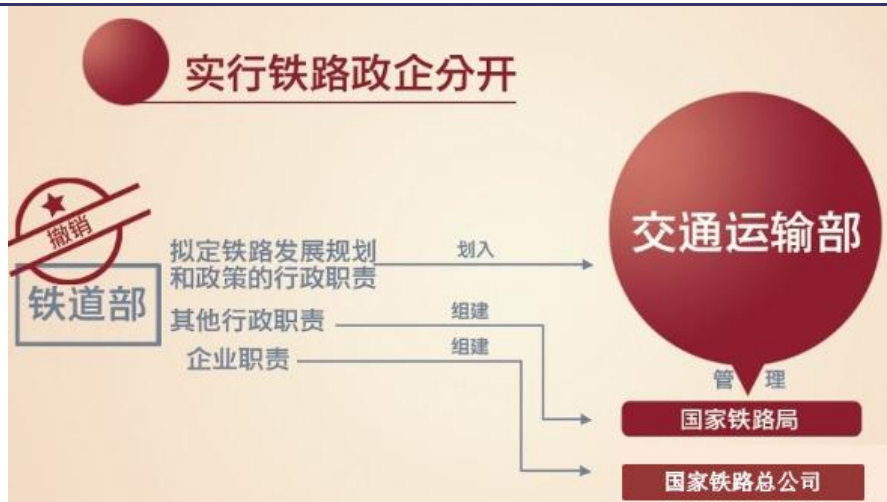 实行铁路政企分开
撤销
铁道部
拟定铁路发展规划
和政策的行政职责
划入
交通运输部
其他行政职责
组建
企业职责
组建
管理
国家铁路局
国家铁路总公司